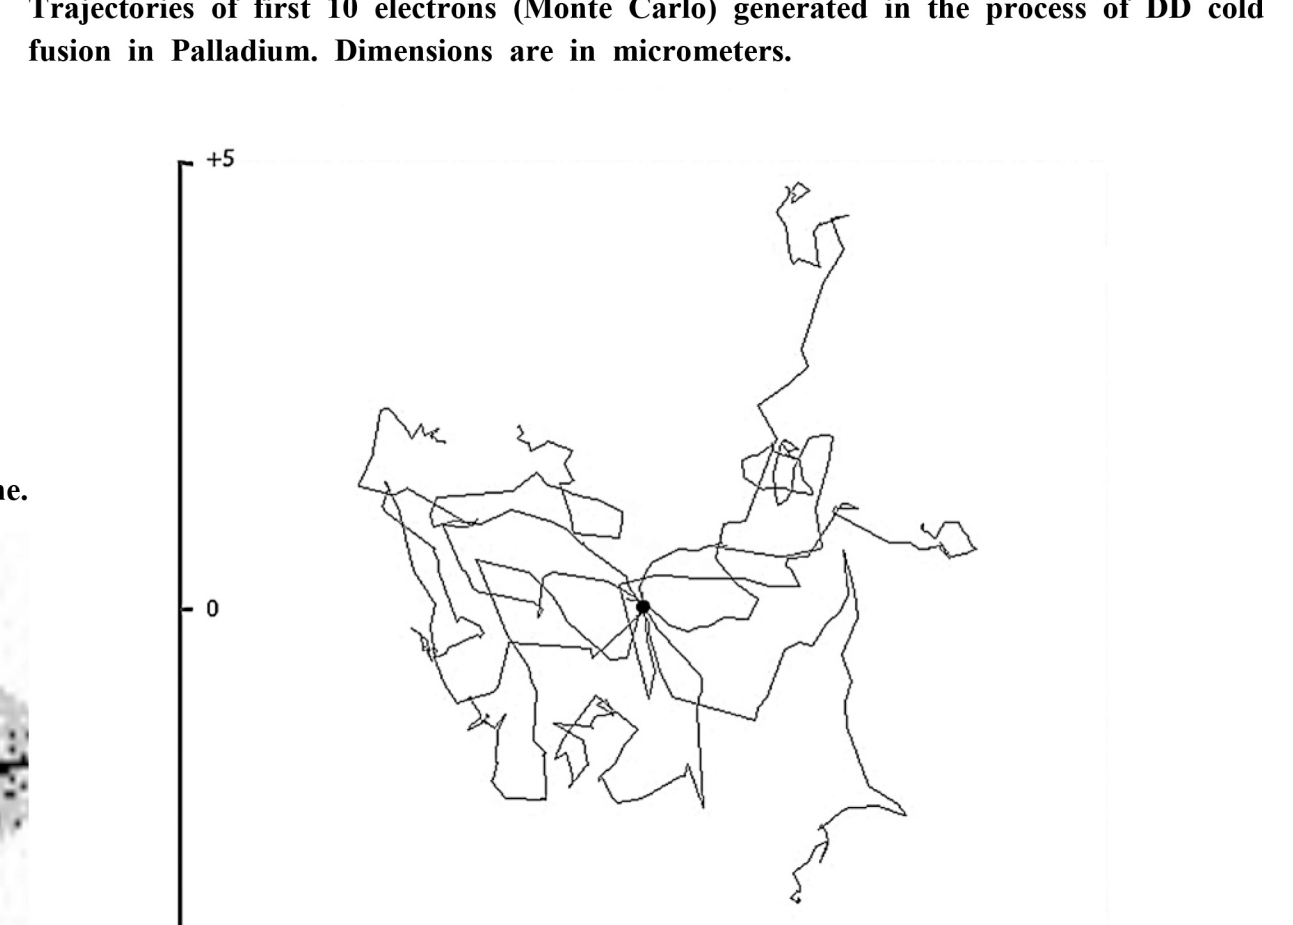 Trajectories of first 10 electrons (Monte Carlo) generated in the process of DD cold
fusion in Palladium. Dimensions are in micrometers.
+5
0
ne.